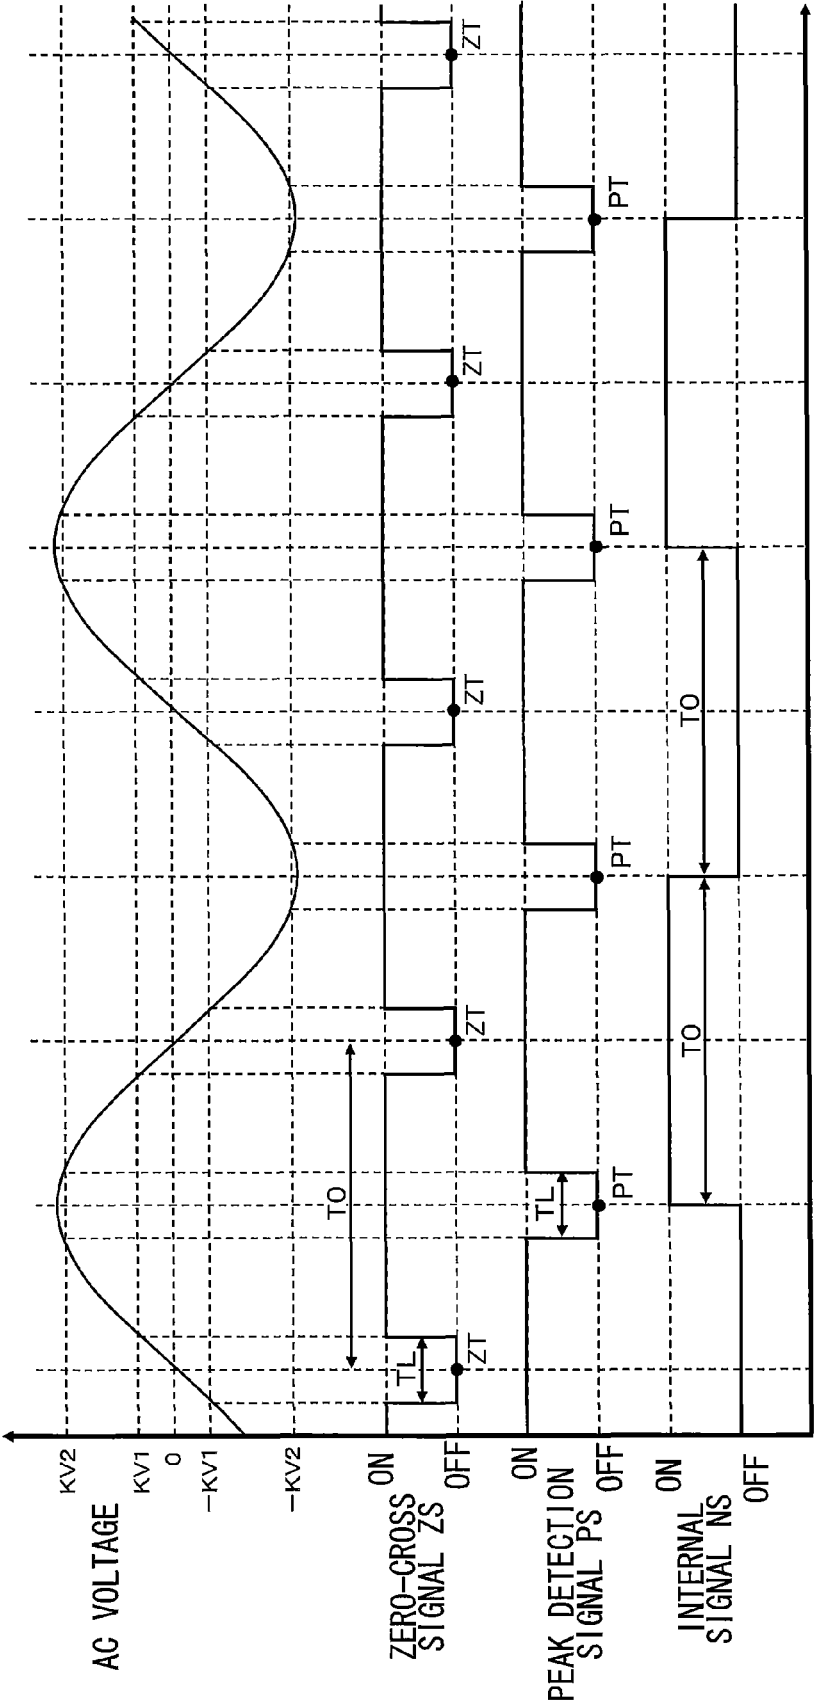 AC VOLTAGE
KV2
KV1
0
-KV1
-KV2
TO
ZERO-CROSS
SIGNAL ZS
ON
OFF
TL
ZT
ZT
ZT
ZT
ZT
PEAK DETECTION
SIGNAL PS
ON
OFF
TL
PT
PT
PT
PT
INTERNAL
SIGNAL NS
ON
OFF
TO
TO